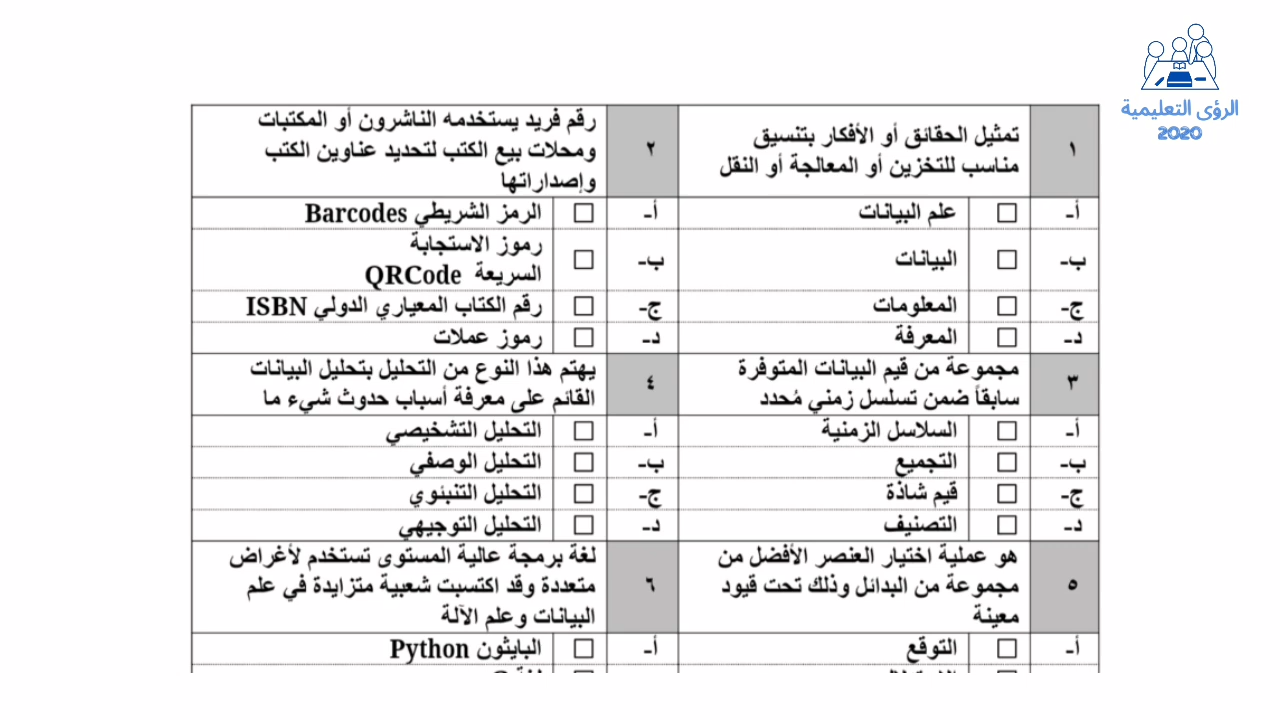 الرؤى التعليمية
2020
١
تمثيل الحقائق أو الأفكار بتنسيق
مناسب للتخزين أو المعالجة أو النقل
أ- علم البيانات
ب- البيانات
ج- المعلومات
د- المعرفة
٢
رقم فريد يستخدمه الناشرون أو المكتبات
ومحلات بيع الكتب لتحديد عناوين الكتب
وإصداراتها
أ- الرمز الشريطي Barcodes
ب- رموز الاستجابة
السريعة QRCode
ج- رقم الكتاب المعياري الدولي ISBN
د- رموز عملات
٣
مجموعة من قيم البيانات المتوفرة
سابقاً ضمن تسلسل زمني مُحدد
أ- السلاسل الزمنية
ب- التجميع
ج- قيم شاذة
د- التصنيف
٤
يهتم هذا النوع من التحليل بتحليل البيانات
القائم على معرفة أسباب حدوث شيء ما
أ- التحليل التشخيصي
ب- التحليل الوصفي
ج- التحليل التنبئوي
د- التحليل التوجيهي
٥
هو عملية اختيار العنصر الأفضل من
مجموعة من البدائل وذلك تحت قيود
معينة
أ- التوقع
٦
لغة برمجة عالية المستوى تستخدم لأغراض
متعددة وقد اكتسبت شعبية متزايدة في علم
البيانات وعلم الآلة
أ- البايثون Python